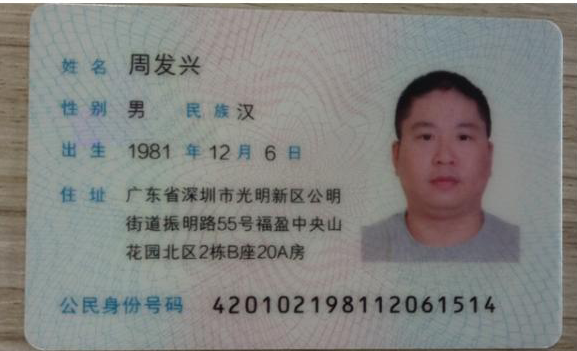 姓名 周发兴
性别 男 民族 汉
出生 1981 年 12 月 6 日
住址 广东省深圳市光明新区公明
街道振明路55号福盈中央山
花园北区2栋B座20A房
公民身份号码 420102198112061514